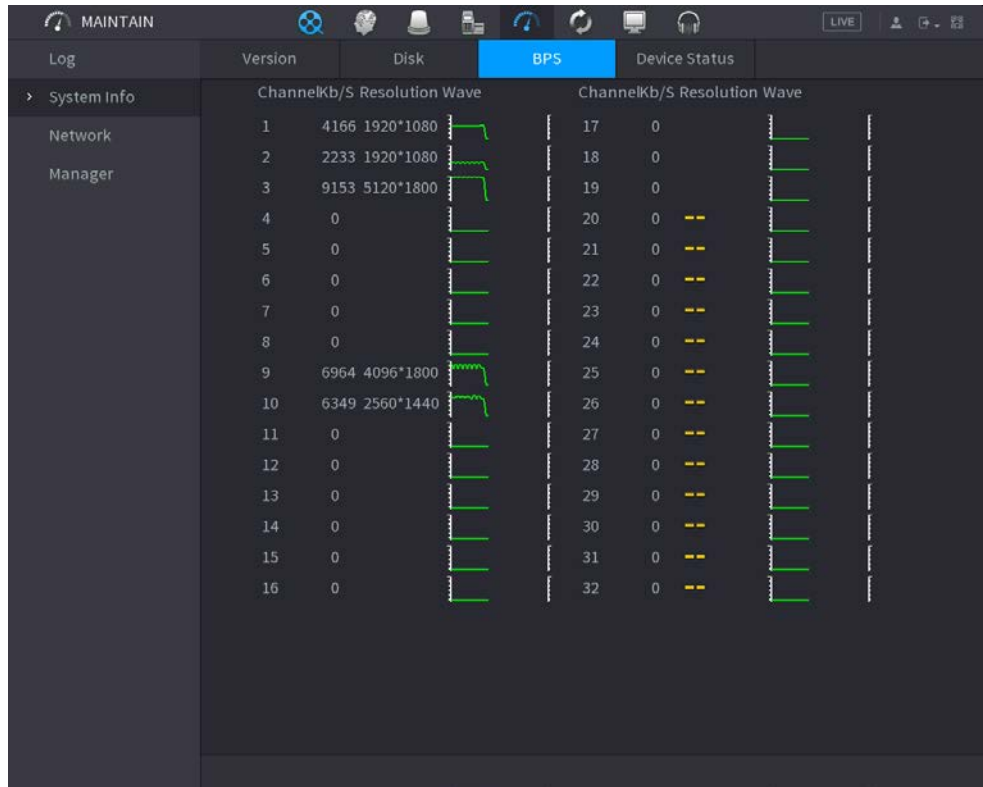 MAINTAIN LIVE
Log Version Disk BPS Device Status
System Info ChannelKb/S Resolution Wave ChannelKb/S Resolution Wave
Network 1 4166 1920*1080 17 0
2 2233 1920*1080 18 0
Manager 3 9153 5120*1800 19 0
4 0 20 0 --
5 0 21 0 --
6 0 22 0 --
7 0 23 0 --
8 0 24 0 --
9 6964 4096*1800 25 0 --
10 6349 2560*1440 26 0 --
11 0 27 0 --
12 0 28 0 --
13 0 29 0 --
14 0 30 0 --
15 0 31 0 --
16 0 32 0 --